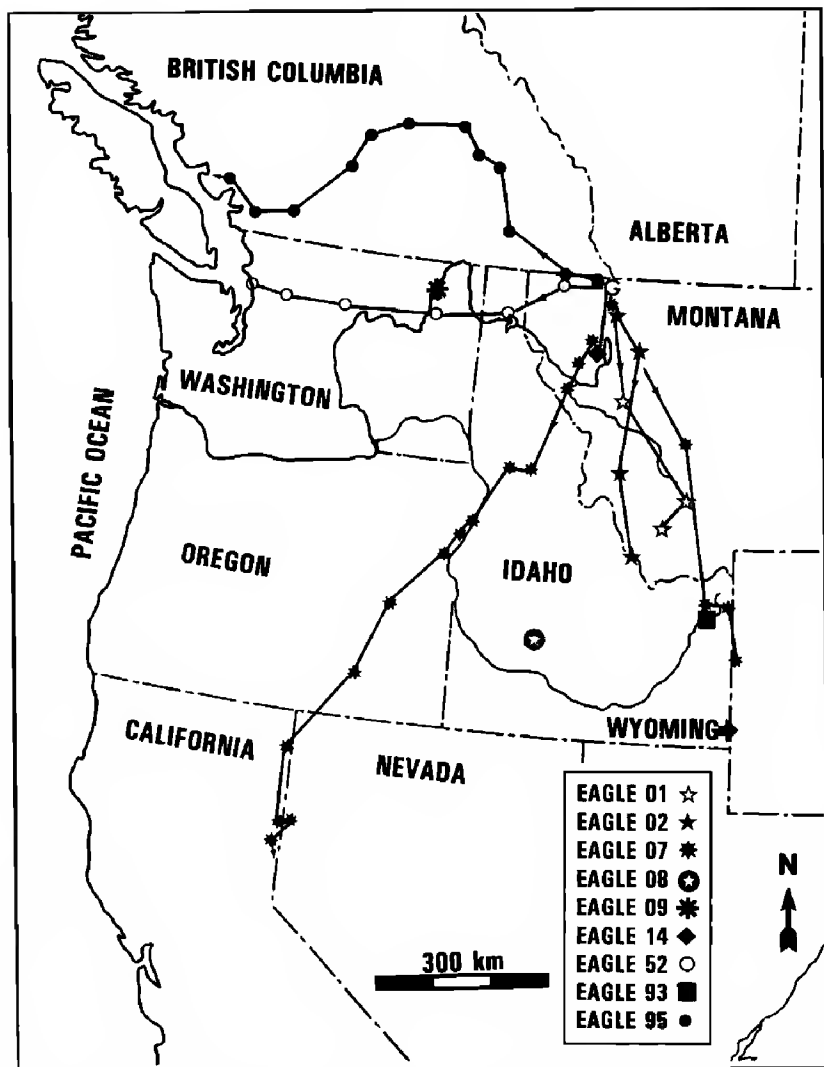 BRITISH COLUMBIA
ALBERTA
MONTANA
WASHINGTON
PACIFIC OCEAN
OREGON
IDAHO
WYOMING
CALIFORNIA
NEVADA
EAGLE 01
EAGLE 02
EAGLE 07
EAGLE 08
EAGLE 09
EAGLE 14
EAGLE 52
EAGLE 93
EAGLE 95
N
300 km